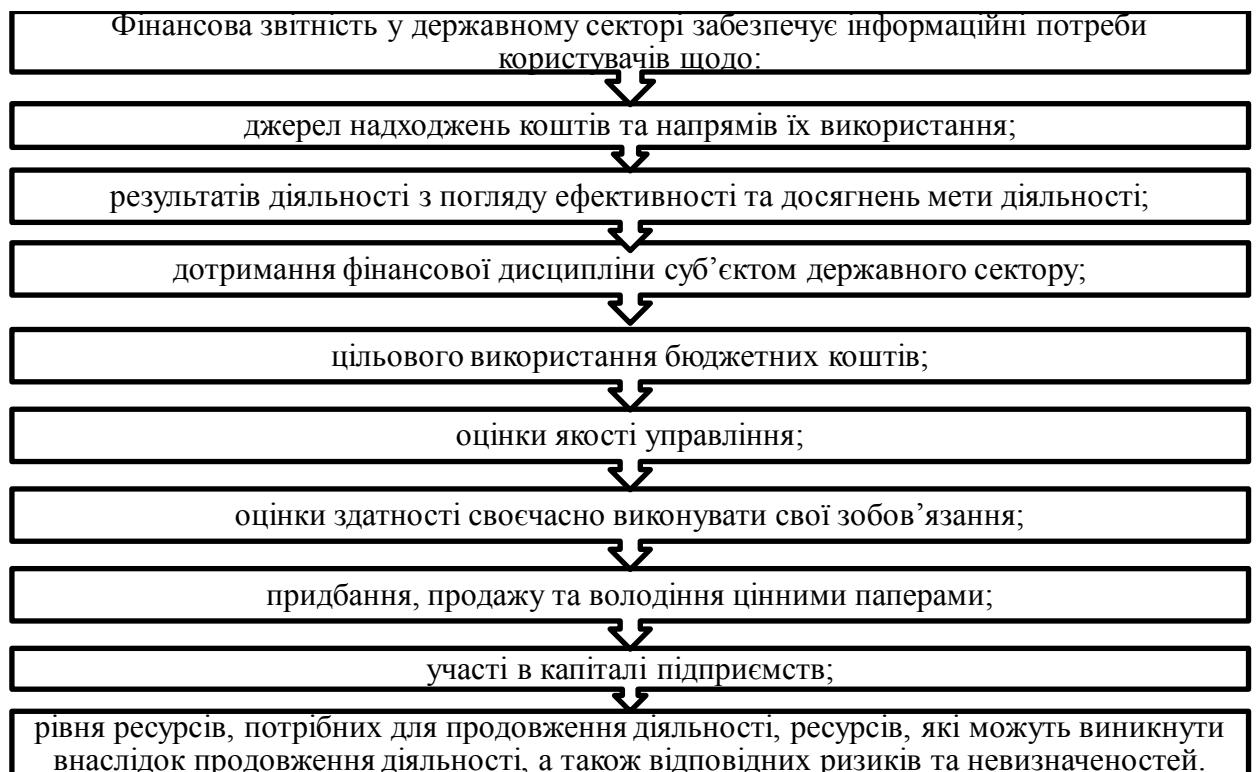 Фінансова звітність у державному секторі забезпечує інформаційні потреби
користувачів щодо:
джерел надходжень коштів та напрямів їх використання;
результатів діяльності з погляду ефективності та досягнень мети діяльності;
дотримання фінансової дисципліни суб’єктом державного сектору;
цільового використання бюджетних коштів;
оцінки якості управління;
оцінки здатності своєчасно виконувати свої зобов’язання;
придбання, продажу та володіння цінними паперами;
участі в капіталі підприємств;
рівня ресурсів, потрібних для продовження діяльності, ресурсів, які можуть виникнути
внаслідок продовження діяльності, а також відповідних ризиків та невизначеностей.